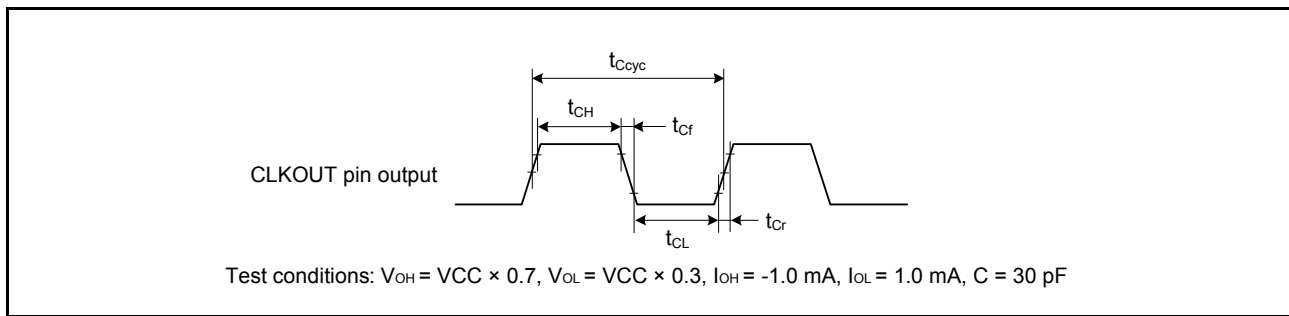 tCcyc
tCH
tCf
CLKOUT pin output
tCL
tCr
Test conditions: VOH = VCC × 0.7, VOL = VCC × 0.3, IOH = -1.0 mA, IOL = 1.0 mA, C = 30 pF